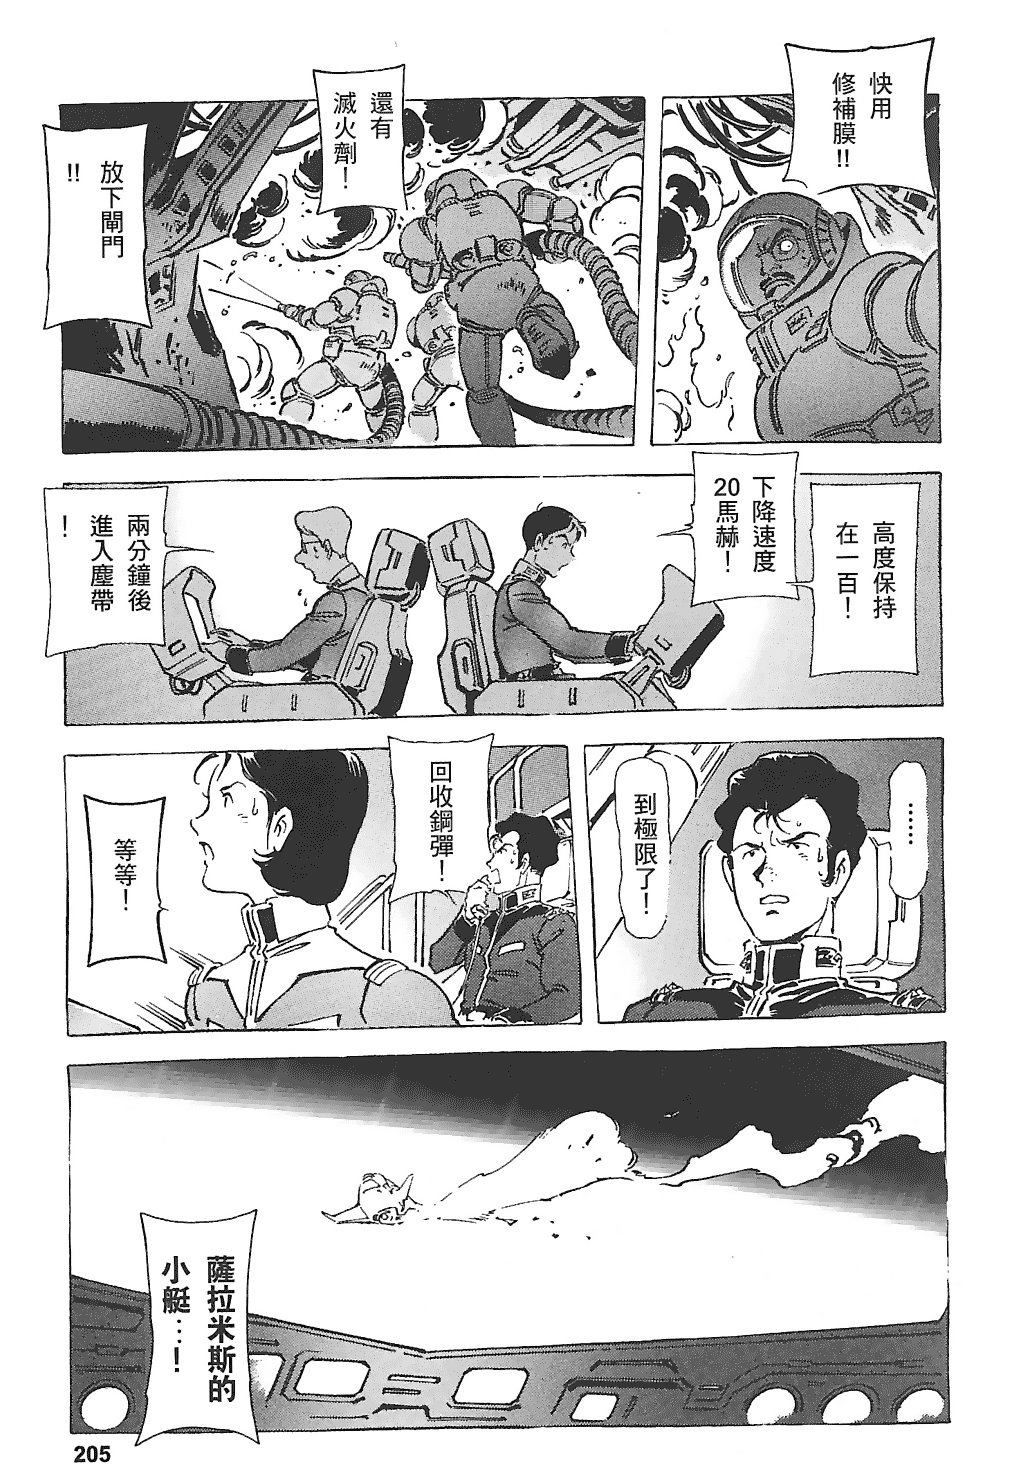 快用
修補膜!!
還有
滅火劑!
放下閘門
!!
高度保持
在一百!
下降速度
20馬赫!
兩分鐘後
進入塵帶
!
……
到極限了!
回收鋼彈!
等等!
薩拉米斯的
小艇…!
205